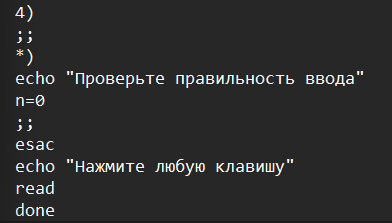 4)
;;
*)
echo "Проверьте правильность ввода"
n=0
;;
esac
echo "Нажмите любую клавишу"
read
done